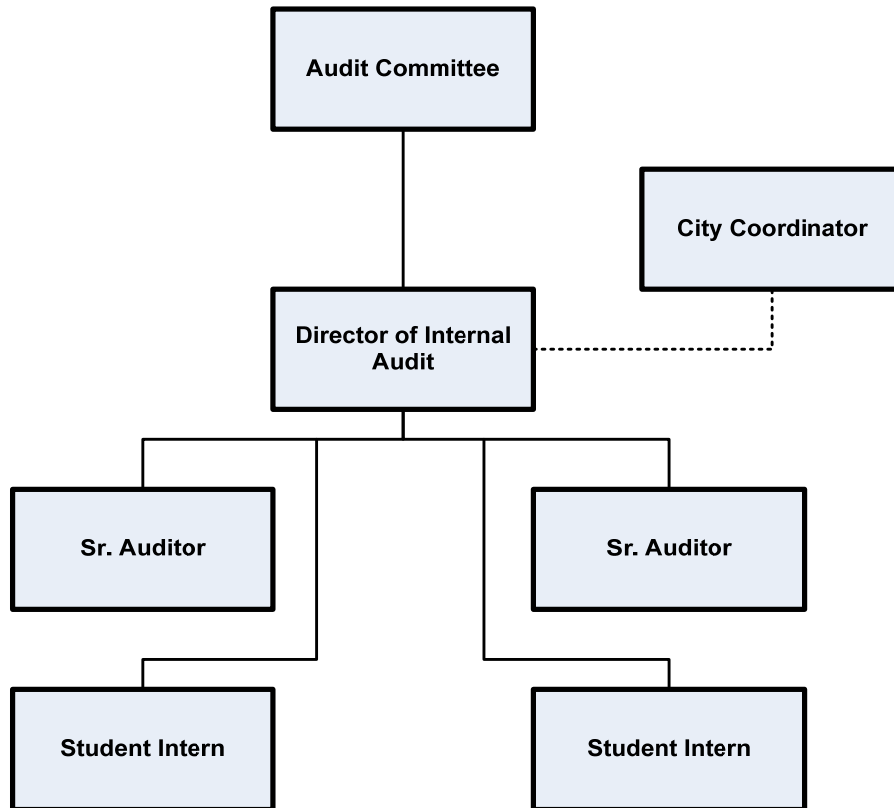 Audit Committee
City Coordinator
Director of Internal
Audit
Sr. Auditor
Sr. Auditor
Student Intern
Student Intern